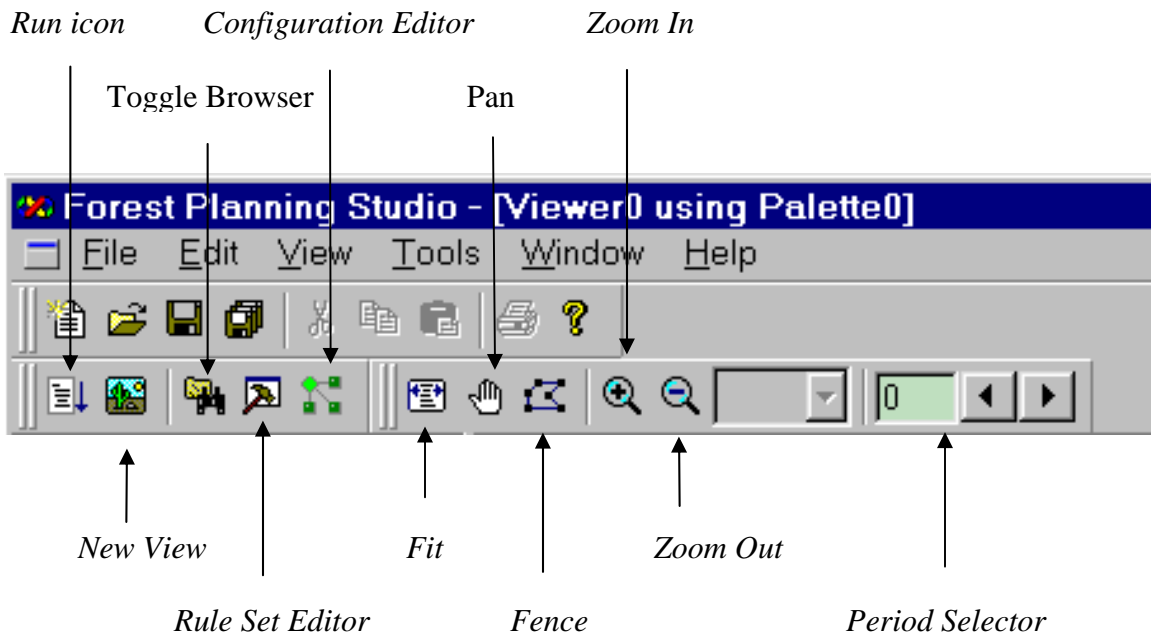 Run icon Configuration Editor Zoom In
Toggle Browser Pan
Forest Planning Studio - [Viewer0 using Palette0]
File Edit View Tools Window Help
0
New View Fit Zoom Out
Rule Set Editor Fence Period Selector